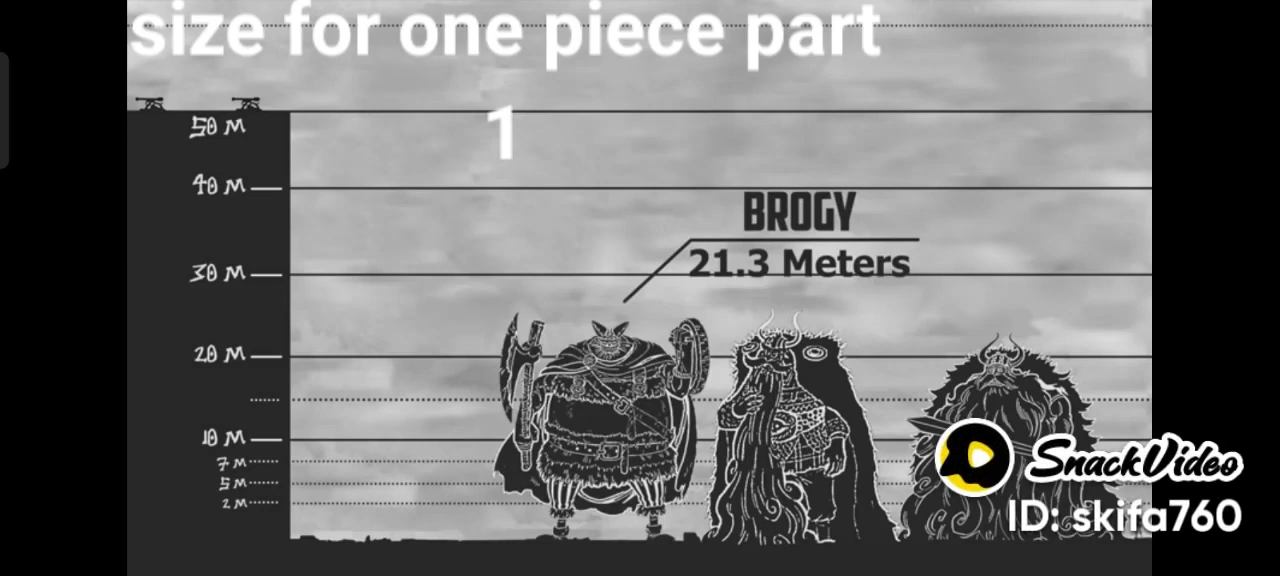 size for one piece part
1
50 M
40 M
BROGY
21.3 Meters
30 M
20 M
10 M
7 M
5 M
2 M
SnackVideo
ID: skifa760